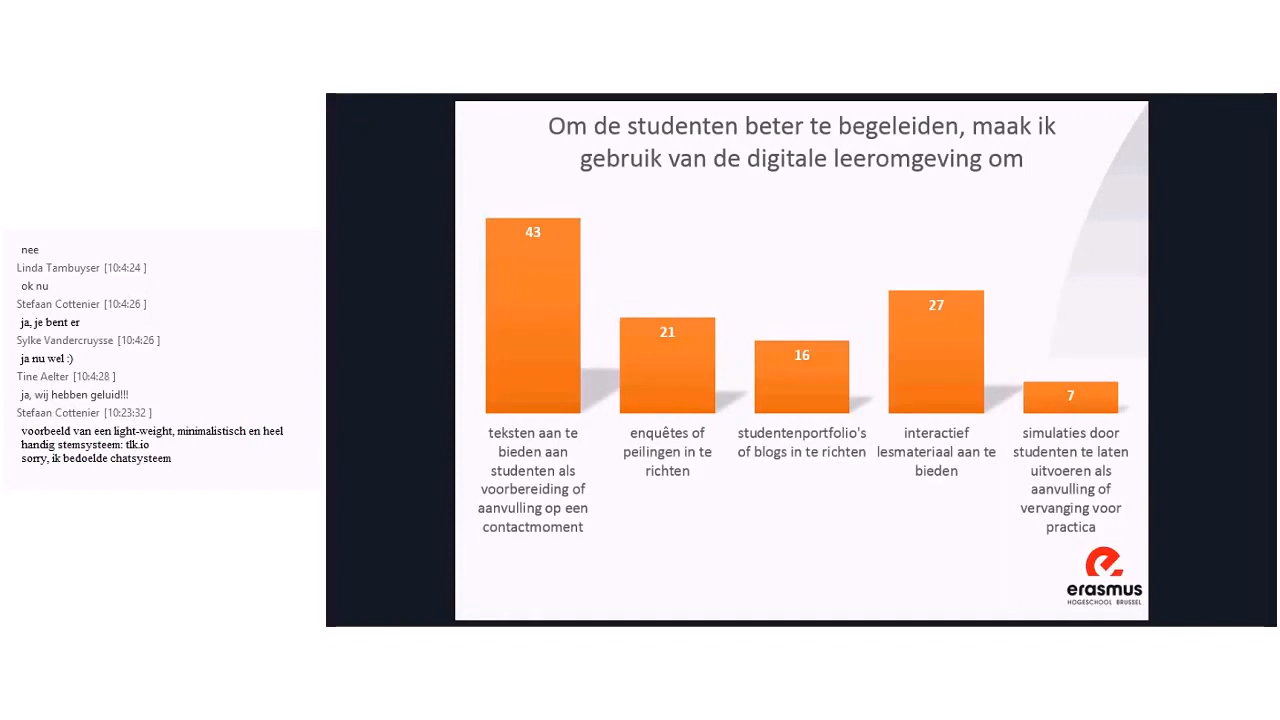 nee
Linda Tambuyser [10:4:24 ]
ok nu
Stefaan Cottenier [10:4:26 ]
ja, je bent er
Sylke Vandercruysse [10:4:26 ]
ja nu wel :)
Tine Aelter [10:4:28 ]
ja, wij hebben geluid!!!
Stefaan Cottenier [10:23:32 ]
voorbeeld van een light-weight, minimalistisch en heel
handig stemsysteem: tlk.io
sorry, ik bedoelde chatsysteem
Om de studenten beter te begeleiden, maak ik
gebruik van de digitale leeromgeving om
43
21
16
27
7
teksten aan te
bieden aan
studenten als
voorbereiding of
aanvulling op een
contactmoment
enquêtes of
peilingen in te
richten
studentenportfolio's
of blogs in te richten
interactief
lesmateriaal aan te
bieden
simulaties door
studenten te laten
uitvoeren als
aanvulling of
vervanging voor
practica
erasmus
HOGESCHOOL BRUSSEL